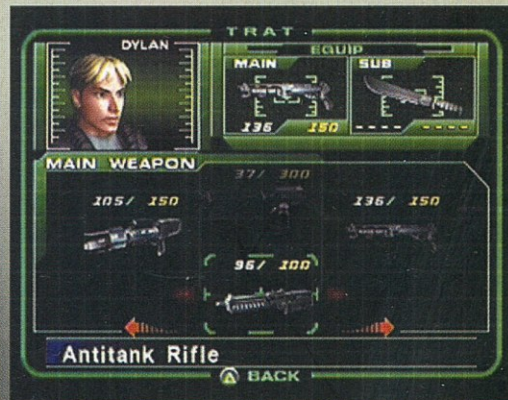 TRAT
DYLAN
EQUIP
MAIN
SUB
136 150
---- ----
MAIN WEAPON
37/ 300
105/ 150
136/ 150
96/ 100
Antitank Rifle
A BACK